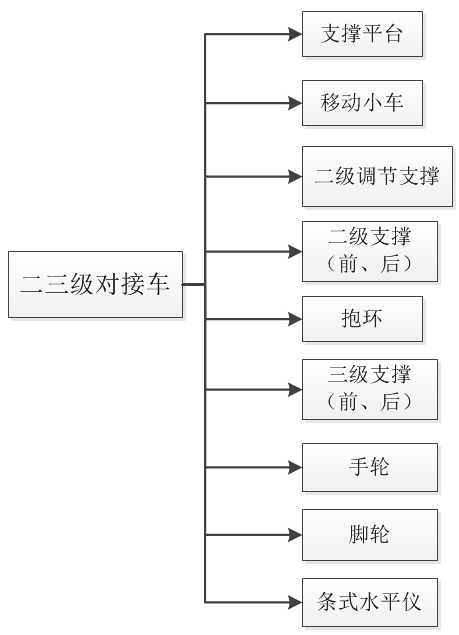 支撑平台
移动小车
二级调节支撑
二级支撑
（前、后）
二三级对接车
抱环
三级支撑
（前、后）
手轮
脚轮
条式水平仪